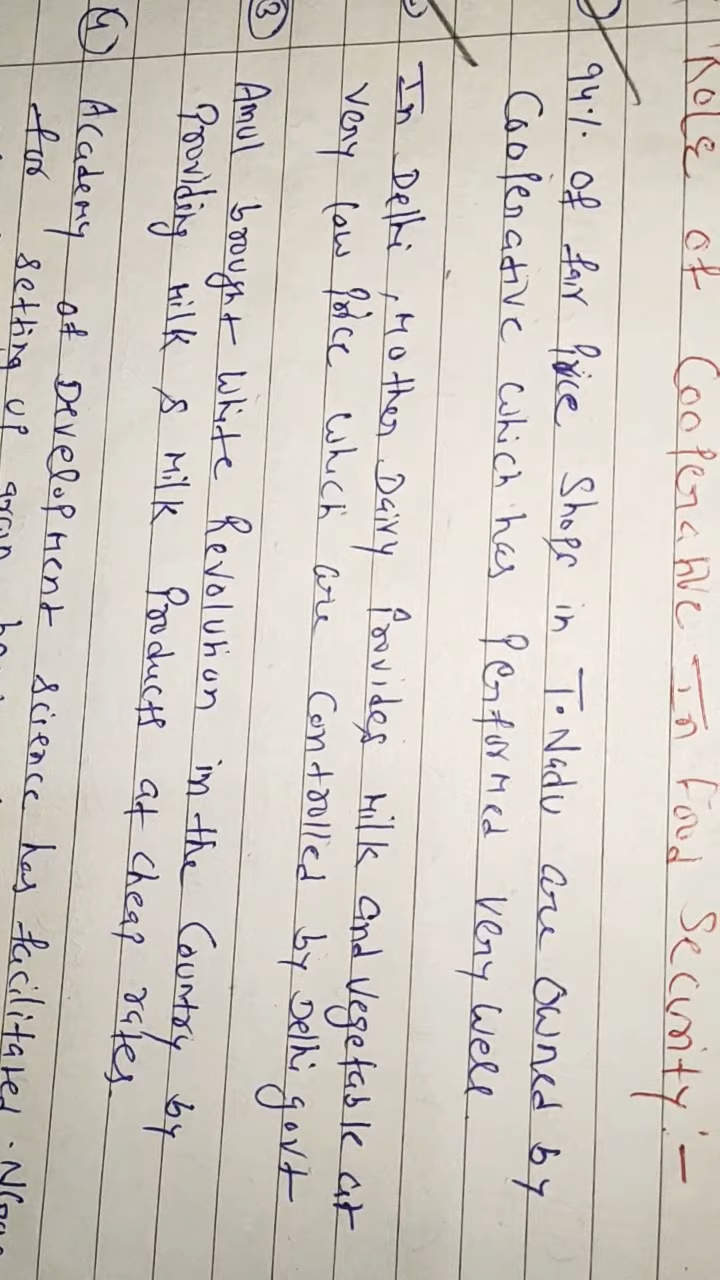 Role of Cooperative In Food Security :-
94% of fair Price Shops in T.Nadu are owned by
Cooperative which has Performed very well
In Delhi, Mother Dairy Provides Milk and vegetable at
very low Price which are Controlled by Delhi govt
③ Amul brought White Revolution in the Country by
Providing Milk & Milk Products at cheap rates.
④ Academy of Development science has facilitated.
for setting up grain